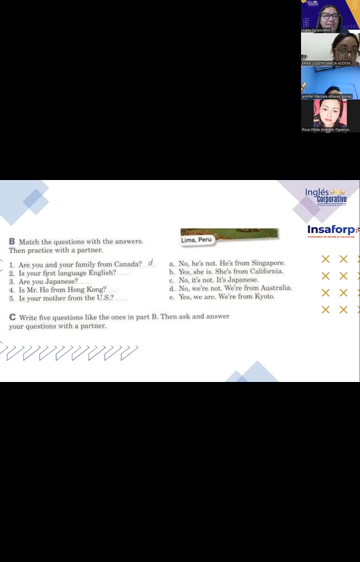 Rosa Elvira Morales Figueroa
Inglés
Corporativo
Insaforp
Lima, Peru
B Match the questions with the answers.
Then practice with a partner.
1. Are you and your family from Canada? d
2. Is your first language English?
3. Are you Japanese?
4. Is Mr. Ho from Hong Kong?
5. Is your mother from the U.S.?
a. No, he's not. He's from Singapore.
b. Yes, she is. She's from California.
c. No, it's not. It's Japanese.
d. No, we're not. We're from Australia.
e. Yes, we are. We're from Kyoto.
C Write five questions like the ones in part B. Then ask and answer
your questions with a partner.